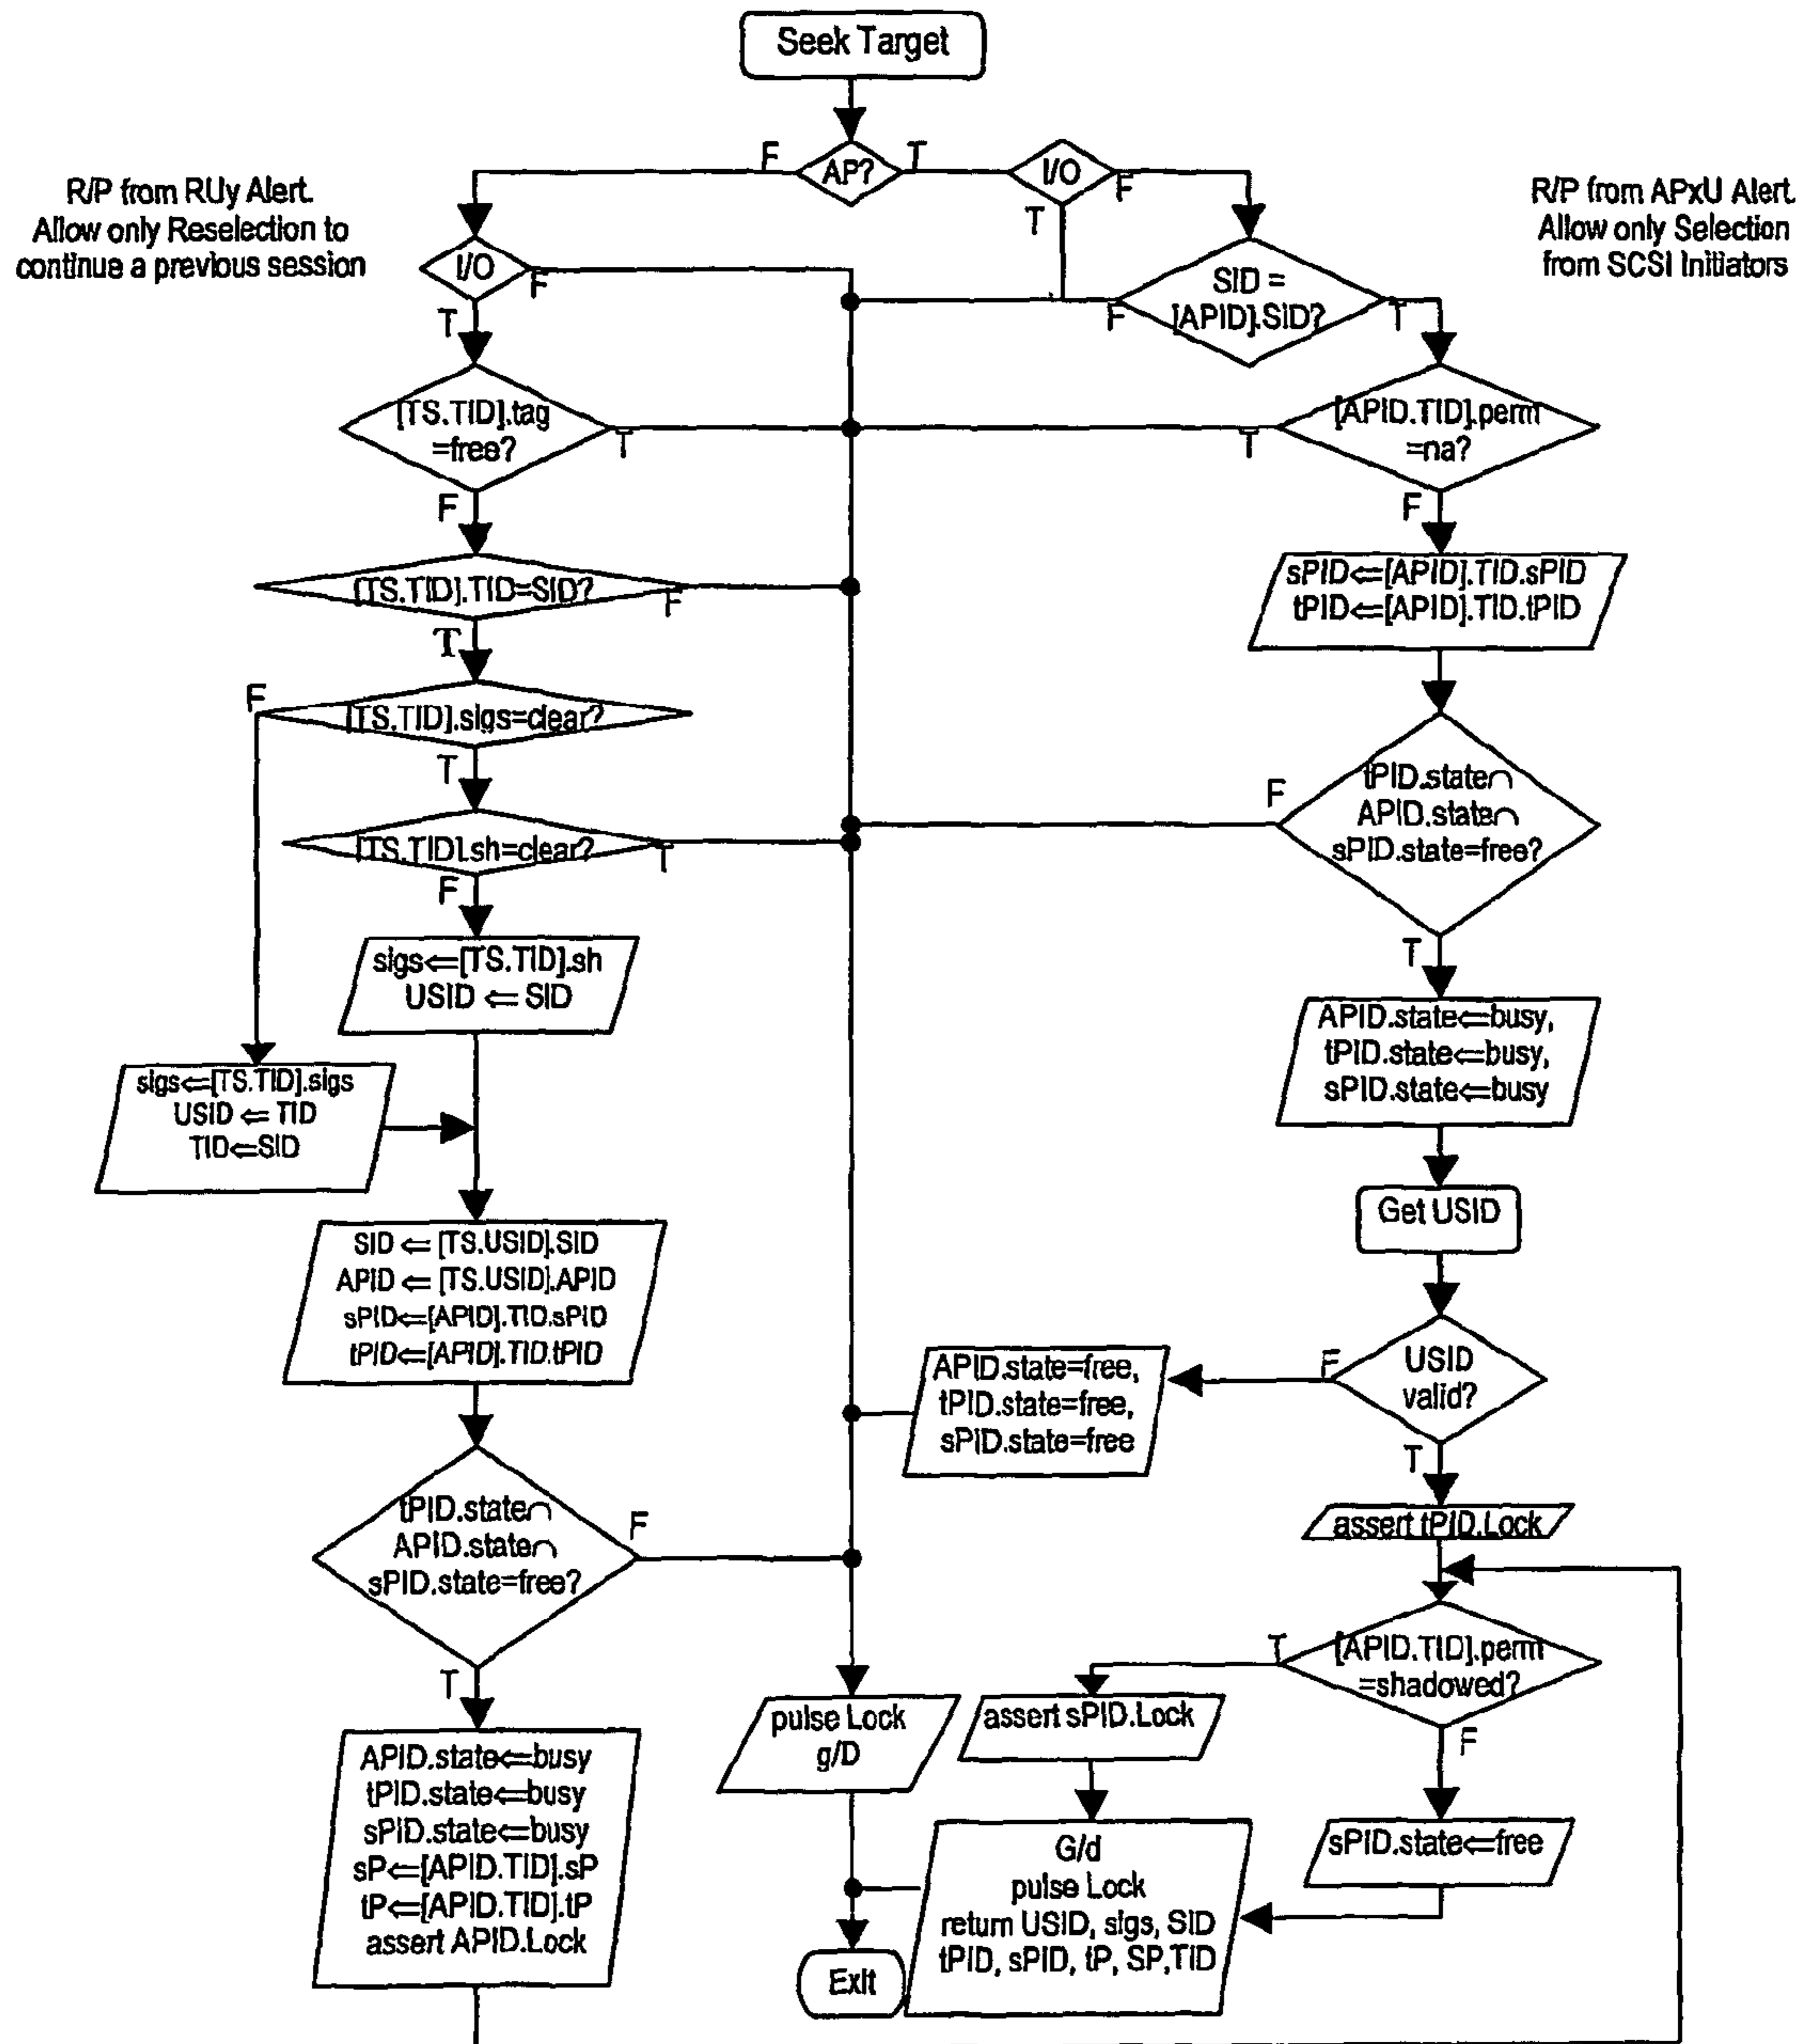 Seek Target
F
AP?
T
I/O
F
T
R/P from RUy Alert.
Allow only Reselection to
continue a previous session
R/P from APxU Alert.
Allow only Selection
from SCSI Initiators
I/O
F
T
SID =
[APID].SID?
F
T
[TS.TID].tag
=free?
T
F
[APID.TID].perm
=na?
T
F
[TS.TID].TID=SID?
F
T
sPID⇐[APID].TID.sPID
tPID⇐[APID].TID.tPID
F
[TS.TID].sigs=clear?
T
tPID.state∩
APID.state∩
sPID.state=free?
F
T
[TS.TID].sh=clear?
T
F
sigs⇐[TS.TID].sh
USID ⇐ SID
APID.state⇐busy,
tPID.state⇐busy,
sPID.state⇐busy
sigs⇐[TS.TID].sigs
USID ⇐ TID
TID⇐SID
Get USID
SID ⇐ [TS.USID].SID
APID ⇐ [TS.USID].APID
sPID⇐[APID].TID.sPID
tPID⇐[APID].TID.tPID
USID
valid?
F
T
APID.state=free,
tPID.state=free,
sPID.state=free
tPID.state∩
APID.state∩
sPID.state=free?
F
T
assert tPID.Lock
[APID.TID].perm
=shadowed?
T
F
pulse Lock
g/D
assert sPID.Lock
APID.state⇐busy
tPID.state⇐busy
sPID.state⇐busy
sP⇐[APID.TID].sP
tP⇐[APID.TID].tP
assert APID.Lock
sPID.state⇐free
G/d
pulse Lock
return USID, sigs, SID
tPID, sPID, tP, SP,TID
Exit